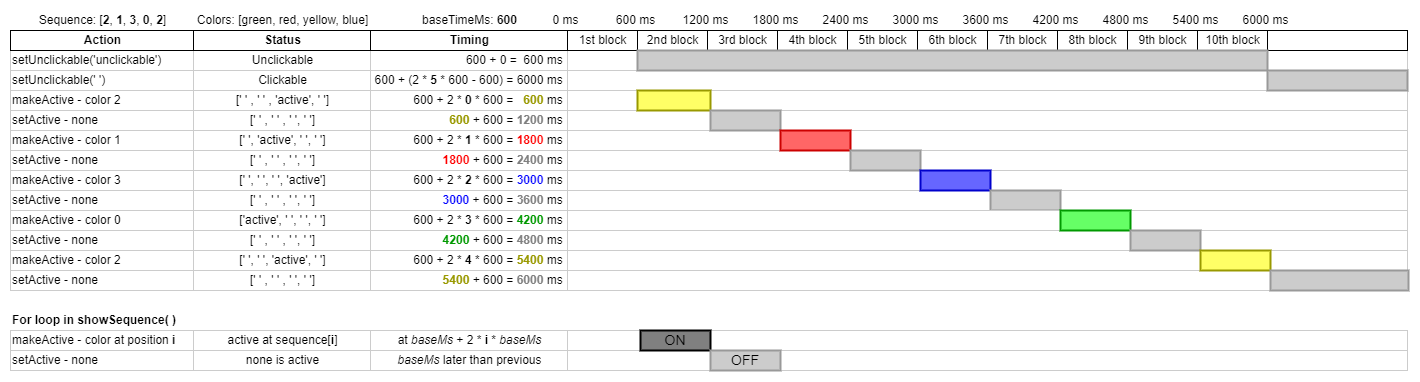 Sequence: [2, 1, 3, 0, 2] Colors: [green, red, yellow, blue] baseTimeMs: 600 0 ms 600 ms 1200 ms 1800 ms 2400 ms 3000 ms 3600 ms 4200 ms 4800 ms 5400 ms 6000 ms
Action Status Timing 1st block 2nd block 3rd block 4th block 5th block 6th block 7th block 8th block 9th block 10th block
setUnclickable('unclickable') Unclickable 600 + 0 = 600 ms
setUnclickable(' ') Clickable 600 + (2 * 5 * 600 - 600) = 6000 ms
makeActive - color 2 [' ' , ' ' , 'active', ' '] 600 + 2 * 0 * 600 = 600 ms
setActive - none [' ' , ' ' , ' ', ' '] 600 + 600 = 1200 ms
makeActive - color 1 [' ', 'active', ' ', ' '] 600 + 2 * 1 * 600 = 1800 ms
setActive - none [' ' , ' ' , ' ', ' '] 1800 + 600 = 2400 ms
makeActive - color 3 [' ', ' ', ' ', 'active'] 600 + 2 * 2 * 600 = 3000 ms
setActive - none [' ' , ' ' , ' ', ' '] 3000 + 600 = 3600 ms
makeActive - color 0 ['active', ' ', ' ', ' '] 600 + 2 * 3 * 600 = 4200 ms
setActive - none [' ' , ' ' , ' ', ' '] 4200 + 600 = 4800 ms
makeActive - color 2 [' ', ' ', 'active', ' '] 600 + 2 * 4 * 600 = 5400 ms
setActive - none [' ' , ' ' , ' ', ' '] 5400 + 600 = 6000 ms
For loop in showSequence( )
makeActive - color at position i active at sequence[i] at baseMs + 2 * i * baseMs ON
setActive - none none is active baseMs later than previous OFF